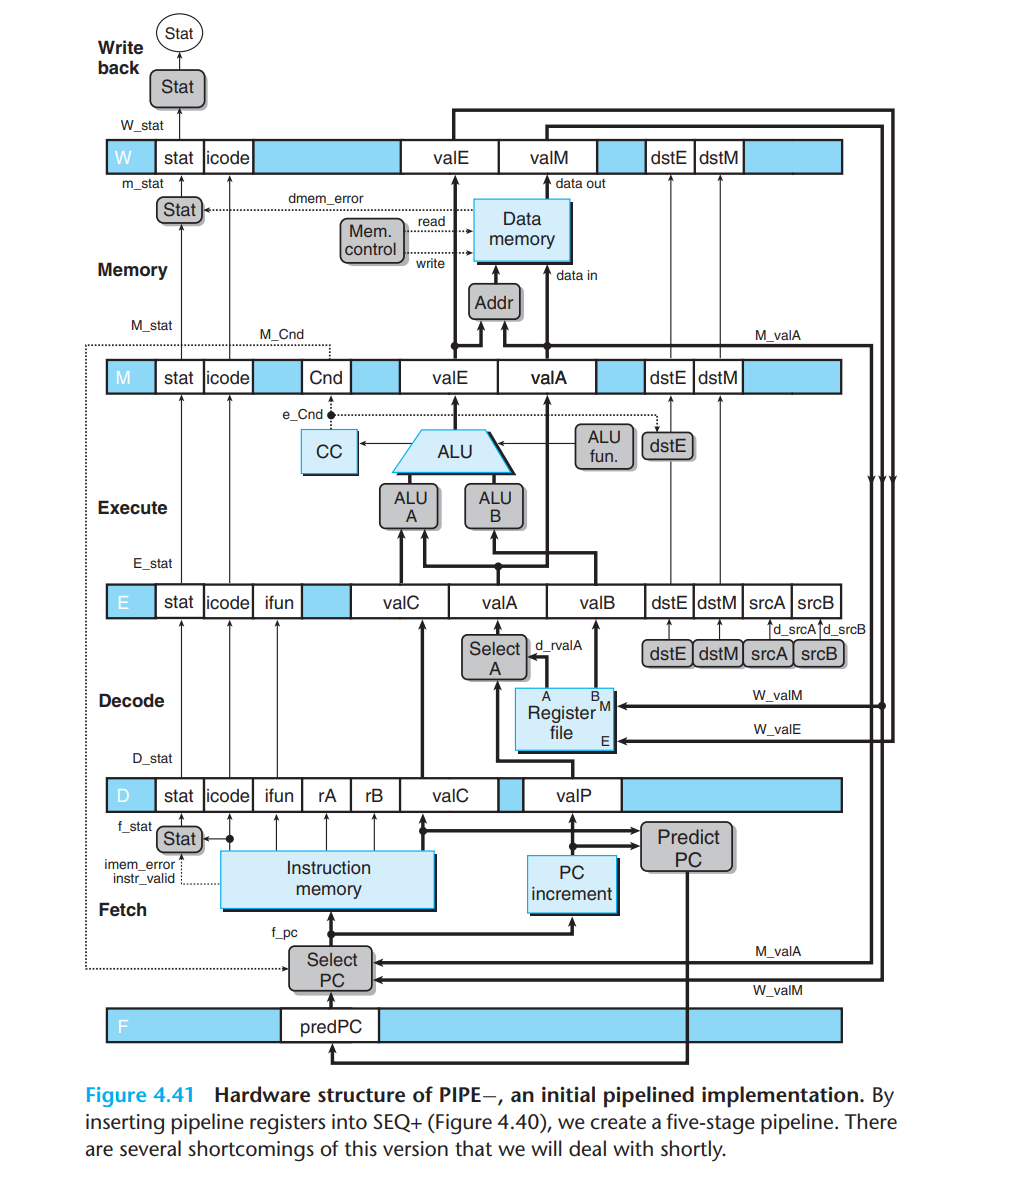 Stat
Write
back
Stat
W_stat
W stat icode valE valM dstE dstM
m_stat data out
Stat dmem_error Data
memory
read
Mem.
control
write
data in
Memory
Addr
M_stat M_Cnd M_valA
M stat icode Cnd valE valA dstE dstM
e_Cnd
CC ALU ALU
fun. dstE
ALU
A ALU
B
Execute
E_stat
E stat icode ifun valC valA valB dstE dstM srcA srcB
d_srcA d_srcB
Select
A d_rvalA dstE dstM srcA srcB
A B
M
Register
file
E
W_valM
Decode
W_valE
D_stat
D stat icode ifun rA rB valC valP
f_stat
Stat Predict
PC
imem_error
instr_valid
Instruction
memory PC
increment
Fetch
f_pc
Select
PC M_valA
W_valM
F predPC
Figure 4.41 Hardware structure of PIPE−, an initial pipelined implementation. By
inserting pipeline registers into SEQ+ (Figure 4.40), we create a five-stage pipeline. There
are several shortcomings of this version that we will deal with shortly.